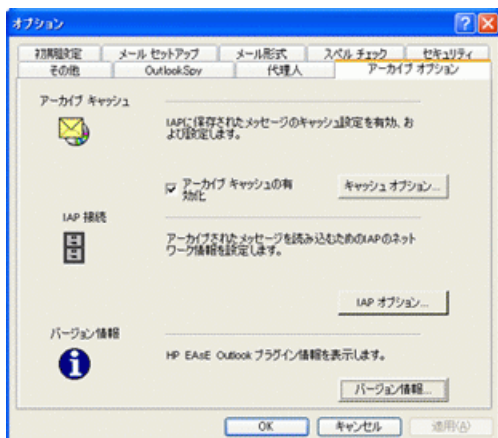 オプション
初期設定 メール セットアップ メール形式 スペル チェック セキュリティ
その他 OutlookSpy 代理人 アーカイブ オプション
アーカイブ キャッシュ
IAPに保存されたメッセージのキャッシュ設定を有効、お
よび設定します。
アーカイブ キャッシュの有
効化
キャッシュ オプション...
IAP 接続
アーカイブされたメッセージを読み込むためのIAPのネット
ワーク情報を設定します。
IAP オプション...
バージョン情報
HP EAsE Outlook プラグイン情報を表示します。
バージョン情報...
OK キャンセル 適用(A)